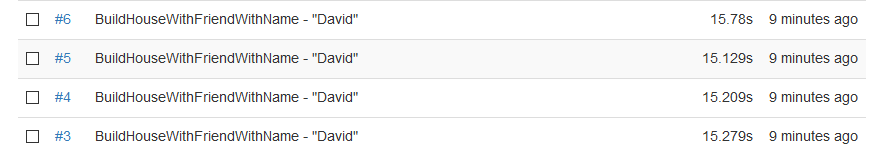 #6 BuildHouseWithFriendWithName - "David" 15.78s 9 minutes ago
#5 BuildHouseWithFriendWithName - "David" 15.129s 9 minutes ago
#4 BuildHouseWithFriendWithName - "David" 15.209s 9 minutes ago
#3 BuildHouseWithFriendWithName - "David" 15.279s 9 minutes ago